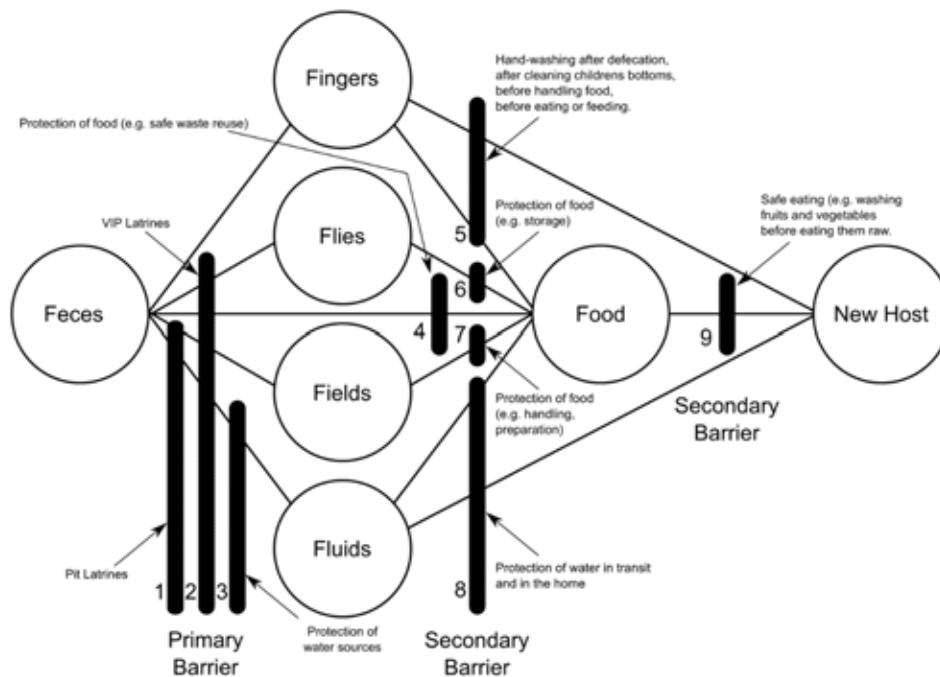 Fingers
Hand-washing after defecation,
after cleaning childrens bottoms,
before handling food,
before eating or feeding.
Protection of food (e.g. safe waste reuse)
VIP Latrines
Flies
5
Protection of food
(e.g. storage)
Safe eating (e.g. washing
fruits and vegetables
before eating them raw.
6
Feces
Food
New Host
4
7
9
Fields
Protection of food
(e.g. handling,
preparation)
Secondary
Barrier
Fluids
Pit Latrines
Protection of water in transit
and in the home
1
2
3
8
Protection of
water sources
Primary
Barrier
Secondary
Barrier